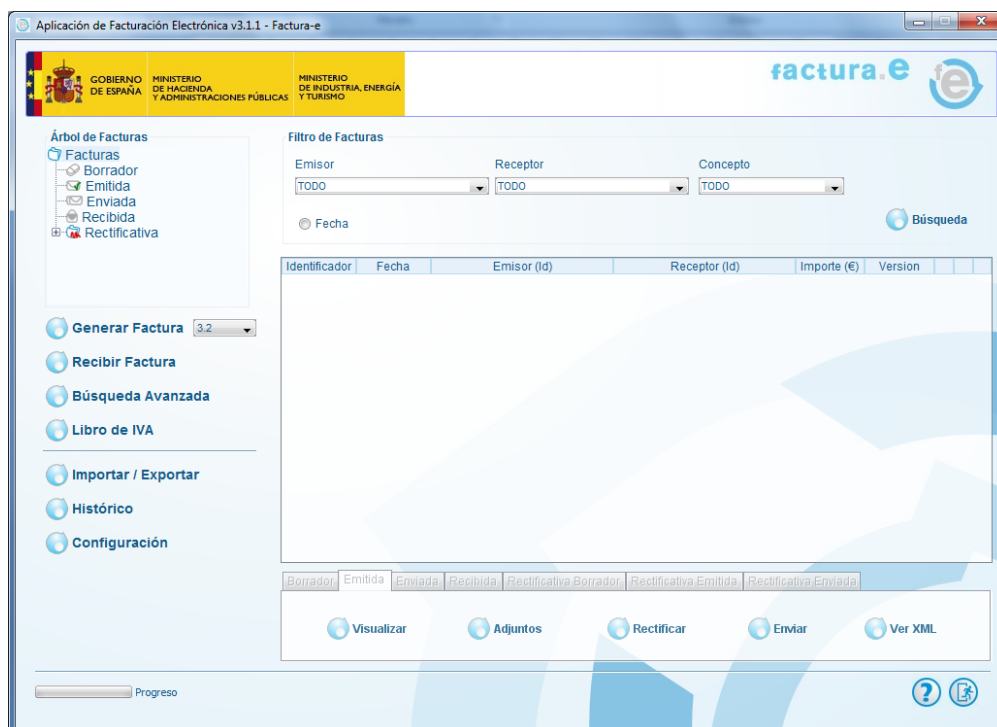 Aplicación de Facturación Electrónica v3.1.1 - Factura-e
GOBIERNO DE ESPAÑA
MINISTERIO DE HACIENDA Y ADMINISTRACIONES PÚBLICAS
MINISTERIO DE INDUSTRIA, ENERGÍA Y TURISMO
factura.e
fe
Árbol de Facturas
Facturas
Borrador
Emitida
Enviada
Recibida
Rectificativa
Filtro de Facturas
Emisor Receptor Concepto
TODO TODO TODO
Fecha
Búsqueda
Generar Factura 3.2
Recibir Factura
Búsqueda Avanzada
Libro de IVA
Importar / Exportar
Histórico
Configuración
Identificador Fecha Emisor (Id) Receptor (Id) Importe (€) Version
Borrador Emitida Enviada Recibida Rectificativa Borrador Rectificativa Emitida Rectificativa Enviada
Visualizar Adjuntos Rectificar Enviar Ver XML
Progreso
?